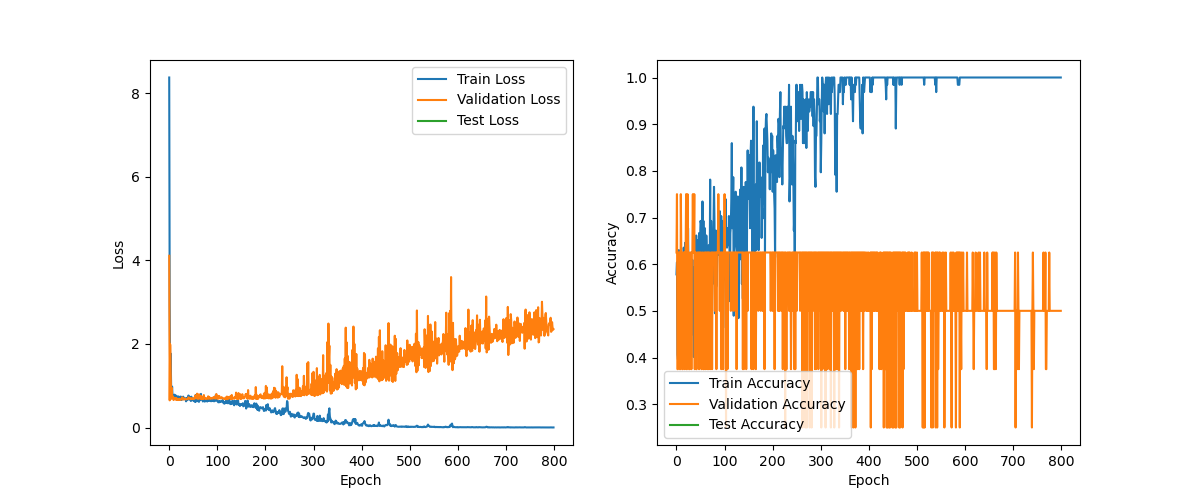 Train Loss
Validation Loss
Test Loss
8
6
4
2
0
Loss
0 100 200 300 400 500 600 700 800
Epoch
1.0
0.9
0.8
0.7
0.6
0.5
0.4
0.3
Accuracy
Train Accuracy
Validation Accuracy
Test Accuracy
0 100 200 300 400 500 600 700 800
Epoch